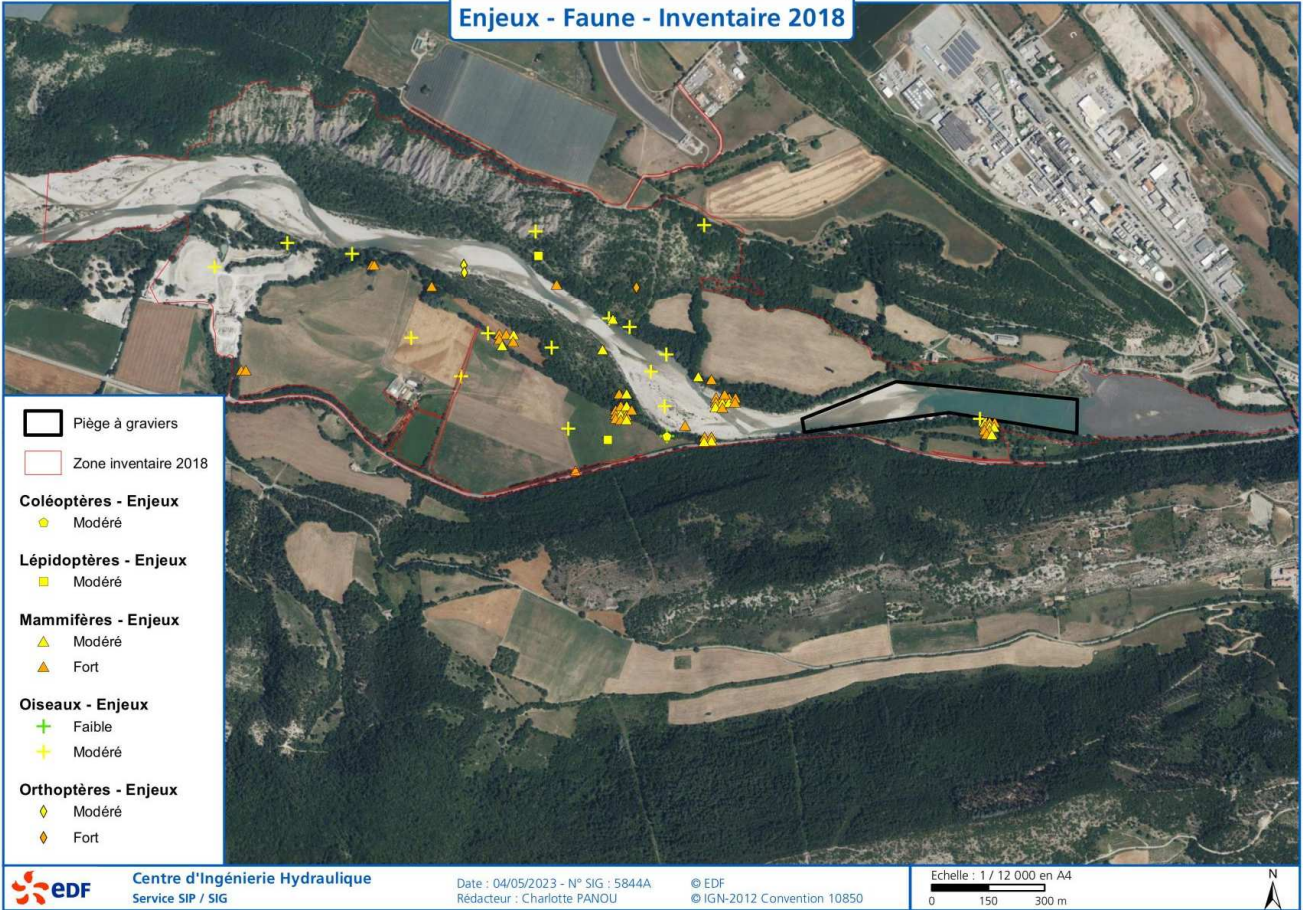 Enjeux - Faune - Inventaire 2018
Piège à graviers
Zone inventaire 2018
Coléoptères - Enjeux
Modéré
Lépidoptères - Enjeux
Modéré
Mammifères - Enjeux
Modéré
Fort
Oiseaux - Enjeux
Faible
Modéré
Orthoptères - Enjeux
Modéré
Fort
eDF
Centre d'Ingénierie Hydraulique
Service SIP / SIG
Date : 04/05/2023 - N° SIG : 5844A
Rédacteur : Charlotte PANOU
© EDF
© IGN-2012 Convention 10850
Echelle : 1 / 12 000 en A4
0 150 300 m
N